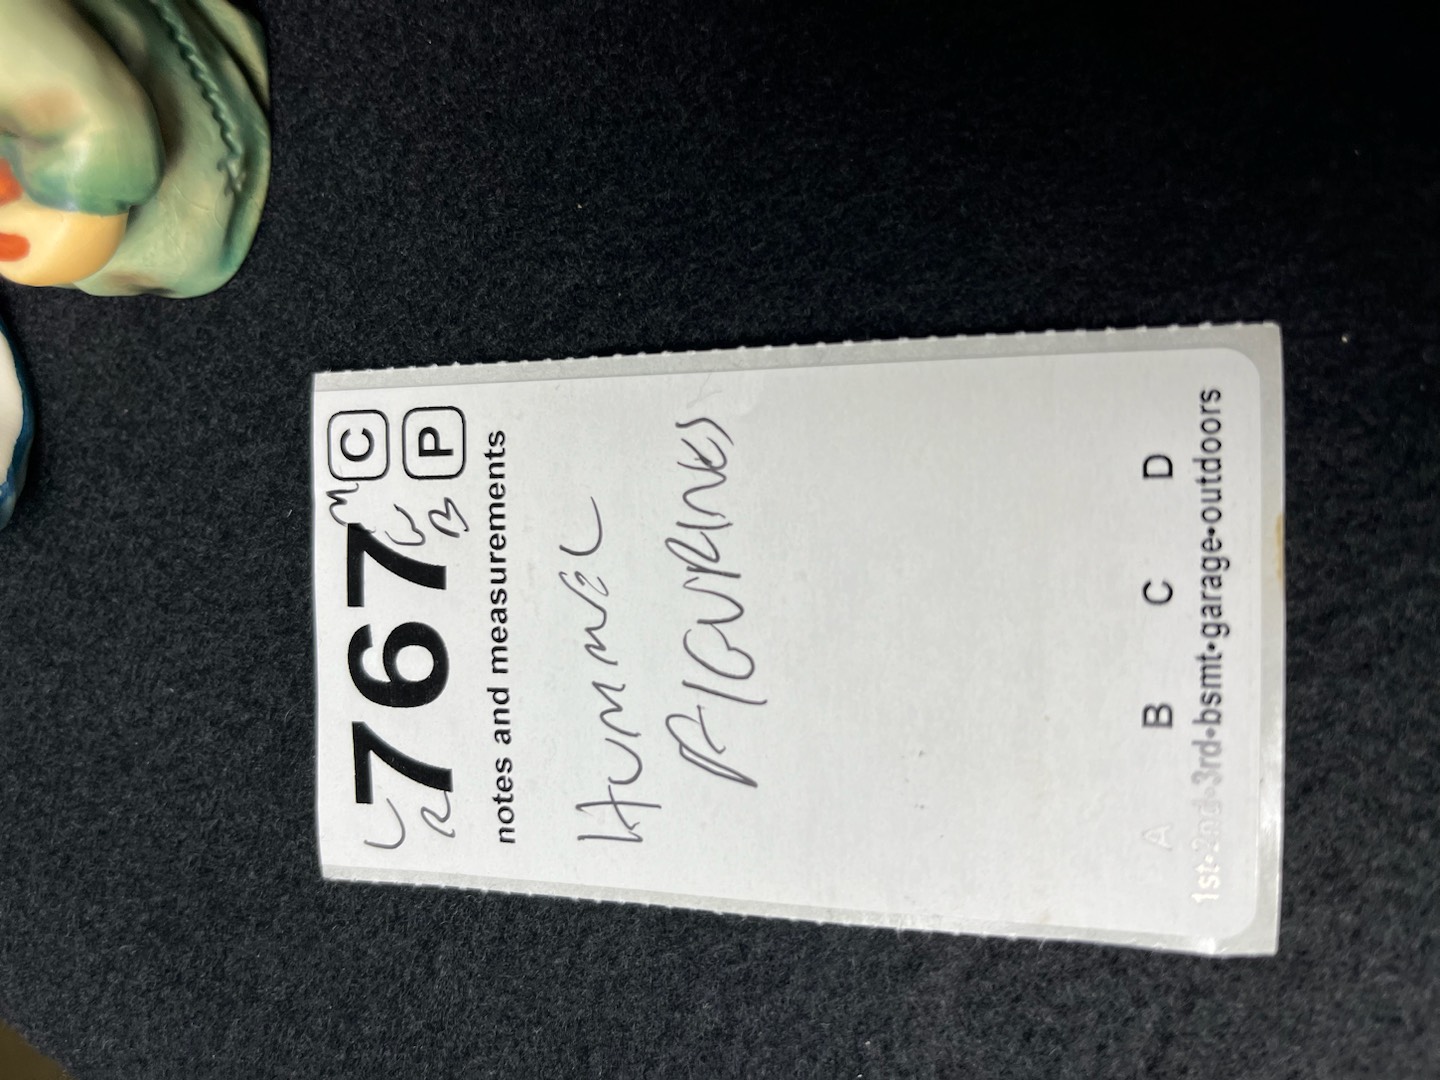 767 C
P
notes and measurements
HUMMEL
FIGURINES
A B C D
1st•2nd•3rd•bsmt•garage•outdoors